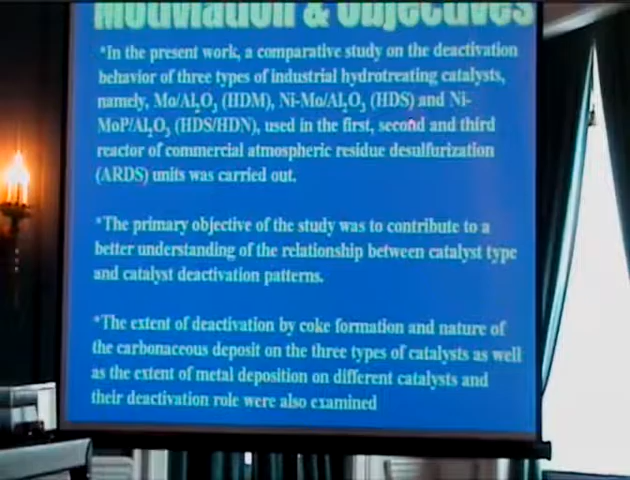 Motivation & Objectives
*In the present work, a comparative study on the deactivation
behavior of three types of industrial hydrotreating catalysts,
namely, Mo/Al2O3 (HDM), Ni-Mo/Al2O3 (HDS) and Ni-
MoP/Al2O3 (HDS/HDN), used in the first, second and third
reactor of commercial atmospheric residue desulfurization
(ARDS) units was carried out.
*The primary objective of the study was to contribute to a
better understanding of the relationship between catalyst type
and catalyst deactivation patterns.
*The extent of deactivation by coke formation and nature of
the carbonaceous deposit on the three types of catalysts as well
as the extent of metal deposition on different catalysts and
their deactivation role were also examined